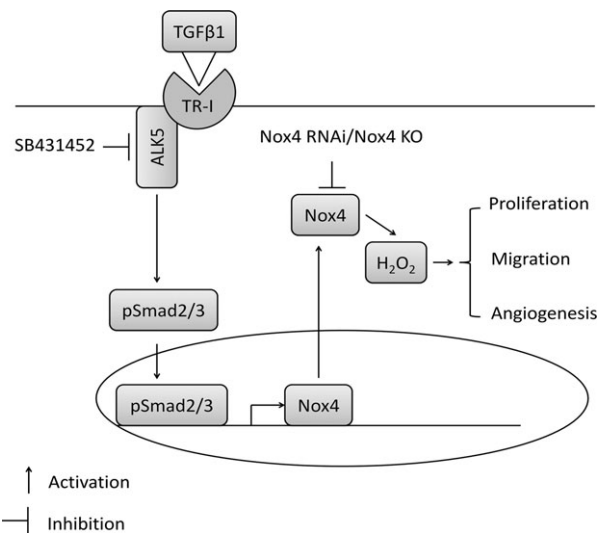 TGFβ1
TR-I
ALK5
SB431452
Nox4 RNAi/Nox4 KO
Nox4
H₂O₂
Proliferation
Migration
Angiogenesis
pSmad2/3
pSmad2/3
Nox4
Activation
Inhibition